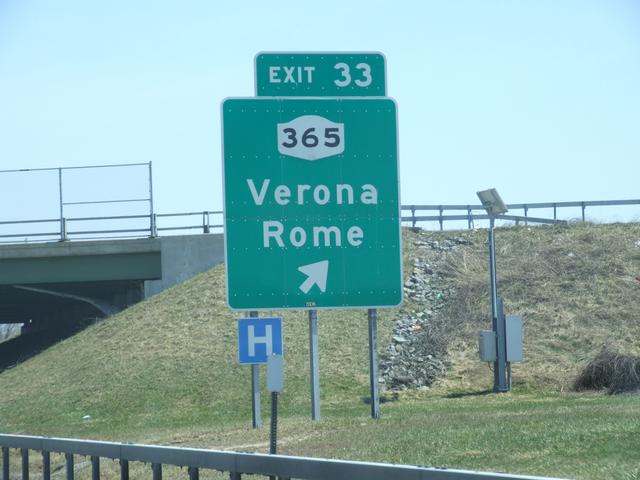 EXIT 33
365
Verona
Rome
H